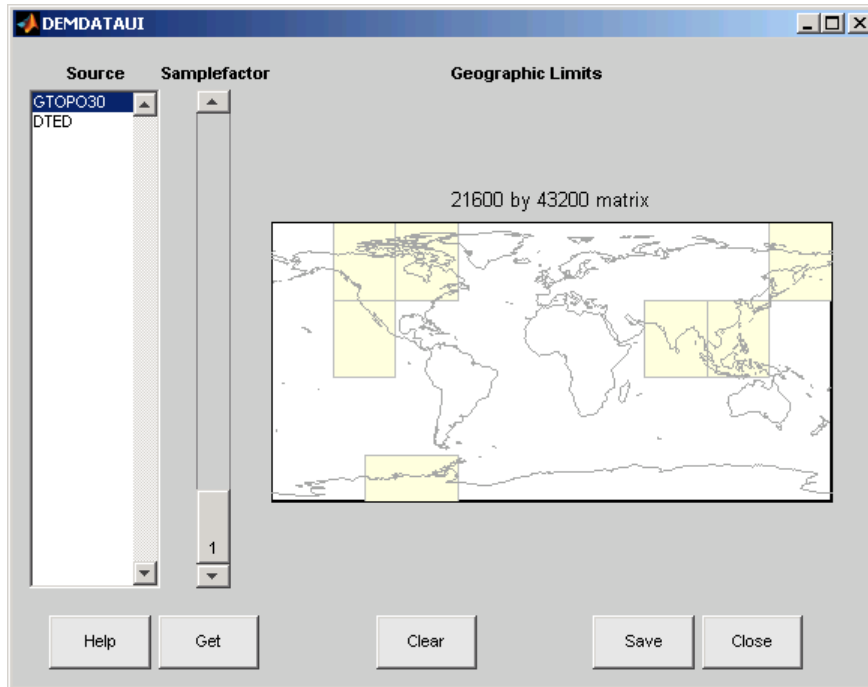 DEMDATAUI
Source Samplefactor Geographic Limits
GTOPO30
DTED
21600 by 43200 matrix
1
Help Get Clear Save Close